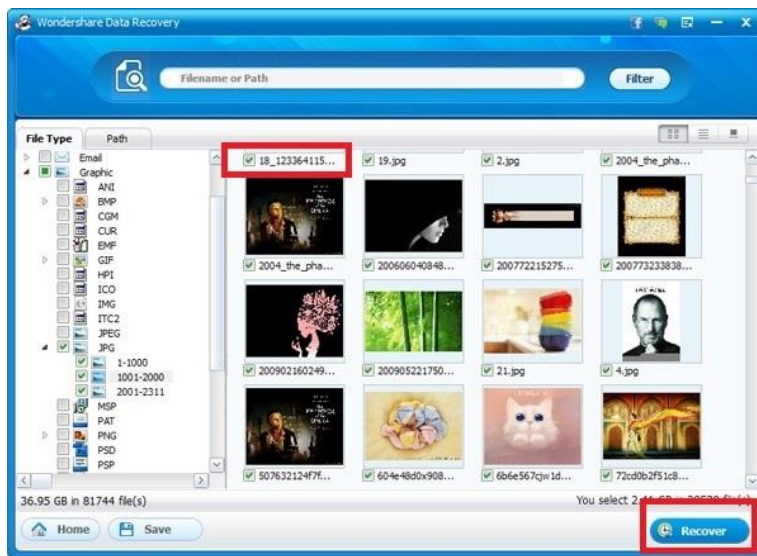 Wondershare Data Recovery
Filename or Path
Filter
File Type
Path
Email
Graphic
ANI
BMP
CGM
CUR
EMF
GIF
HPI
ICO
IMG
ITC2
JPEG
JPG
1-1000
1001-2000
2001-2311
MSP
PAT
PNG
PSD
PSP
18_123364115...
19.jpg
2.jpg
2004_the_pha...
2004_the_pha...
200606040848...
200772215275...
200773233838...
200902160249...
200905221750...
21.jpg
4.jpg
507632124f7f...
604e48d0x908...
6b6e567cjw1d...
72cd0b2f51c8...
36.95 GB in 81744 file(s)
You select
Home
Save
Recover